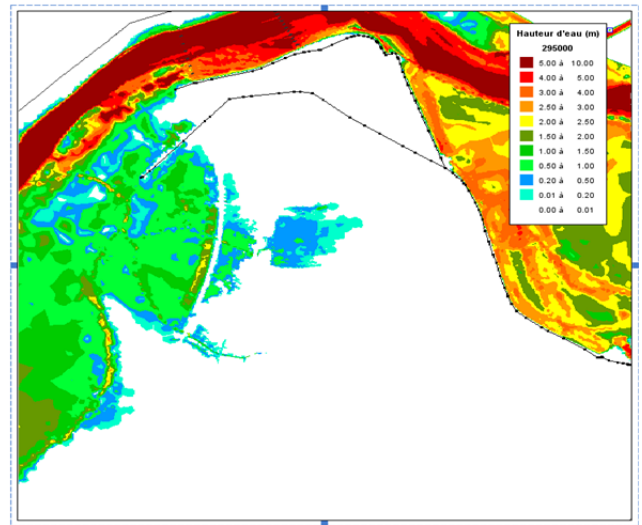 Hauteur d'eau (m)
295000
5.00 à 10.00
4.00 à 5.00
3.00 à 4.00
2.50 à 3.00
2.00 à 2.50
1.50 à 2.00
1.00 à 1.50
0.50 à 1.00
0.20 à 0.50
0.01 à 0.20
0.00 à 0.01